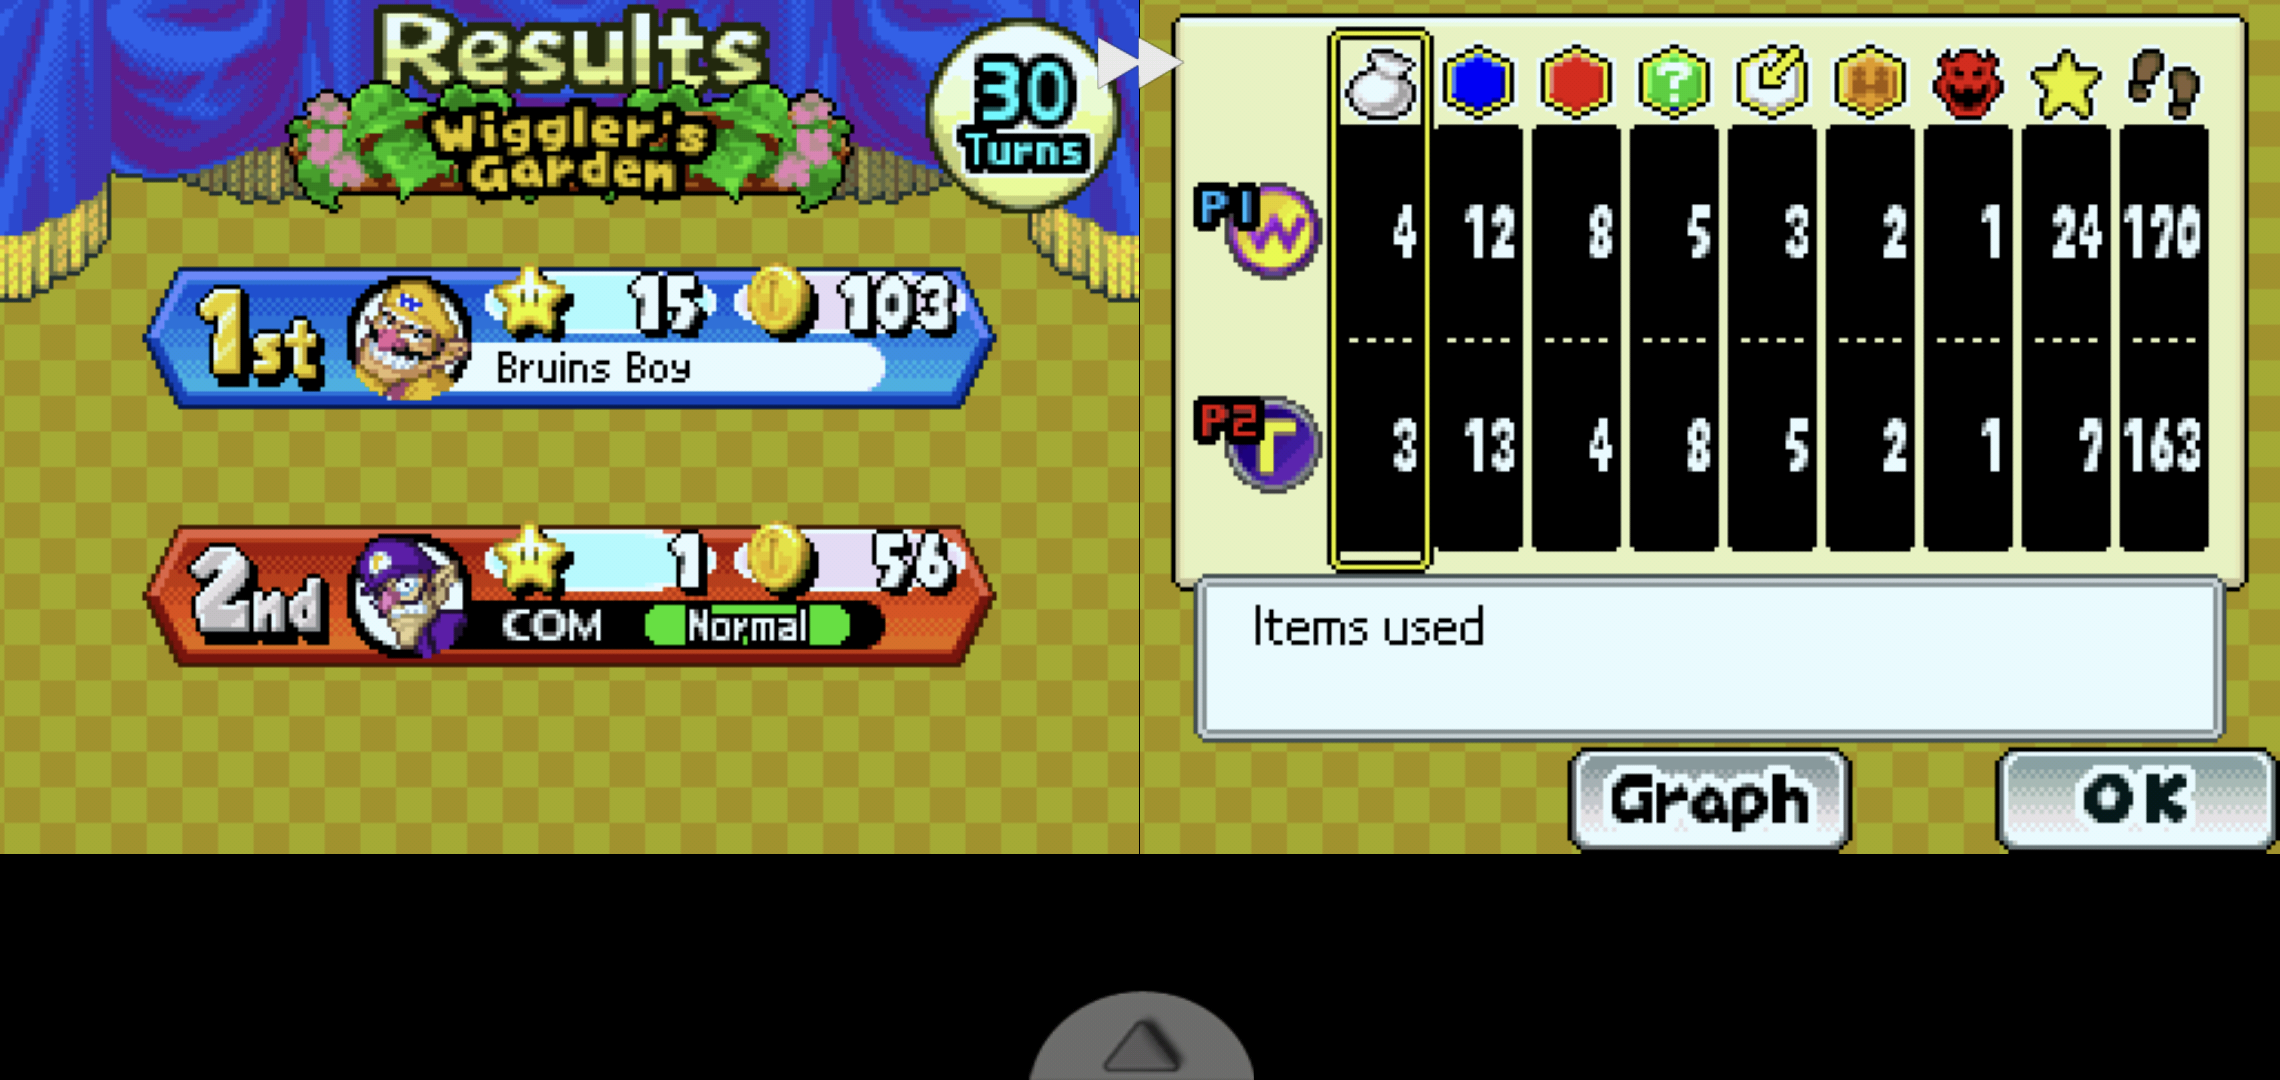 Results
Wiggler's
Garden
30
Turns
1st
15
103
Bruins Boy
2nd
1
56
COM
Normal
?
H
P1
W
4
12
8
5
3
2
1
24
170
P2
Γ
3
13
4
8
5
2
1
7
163
Items used
Graph
OK